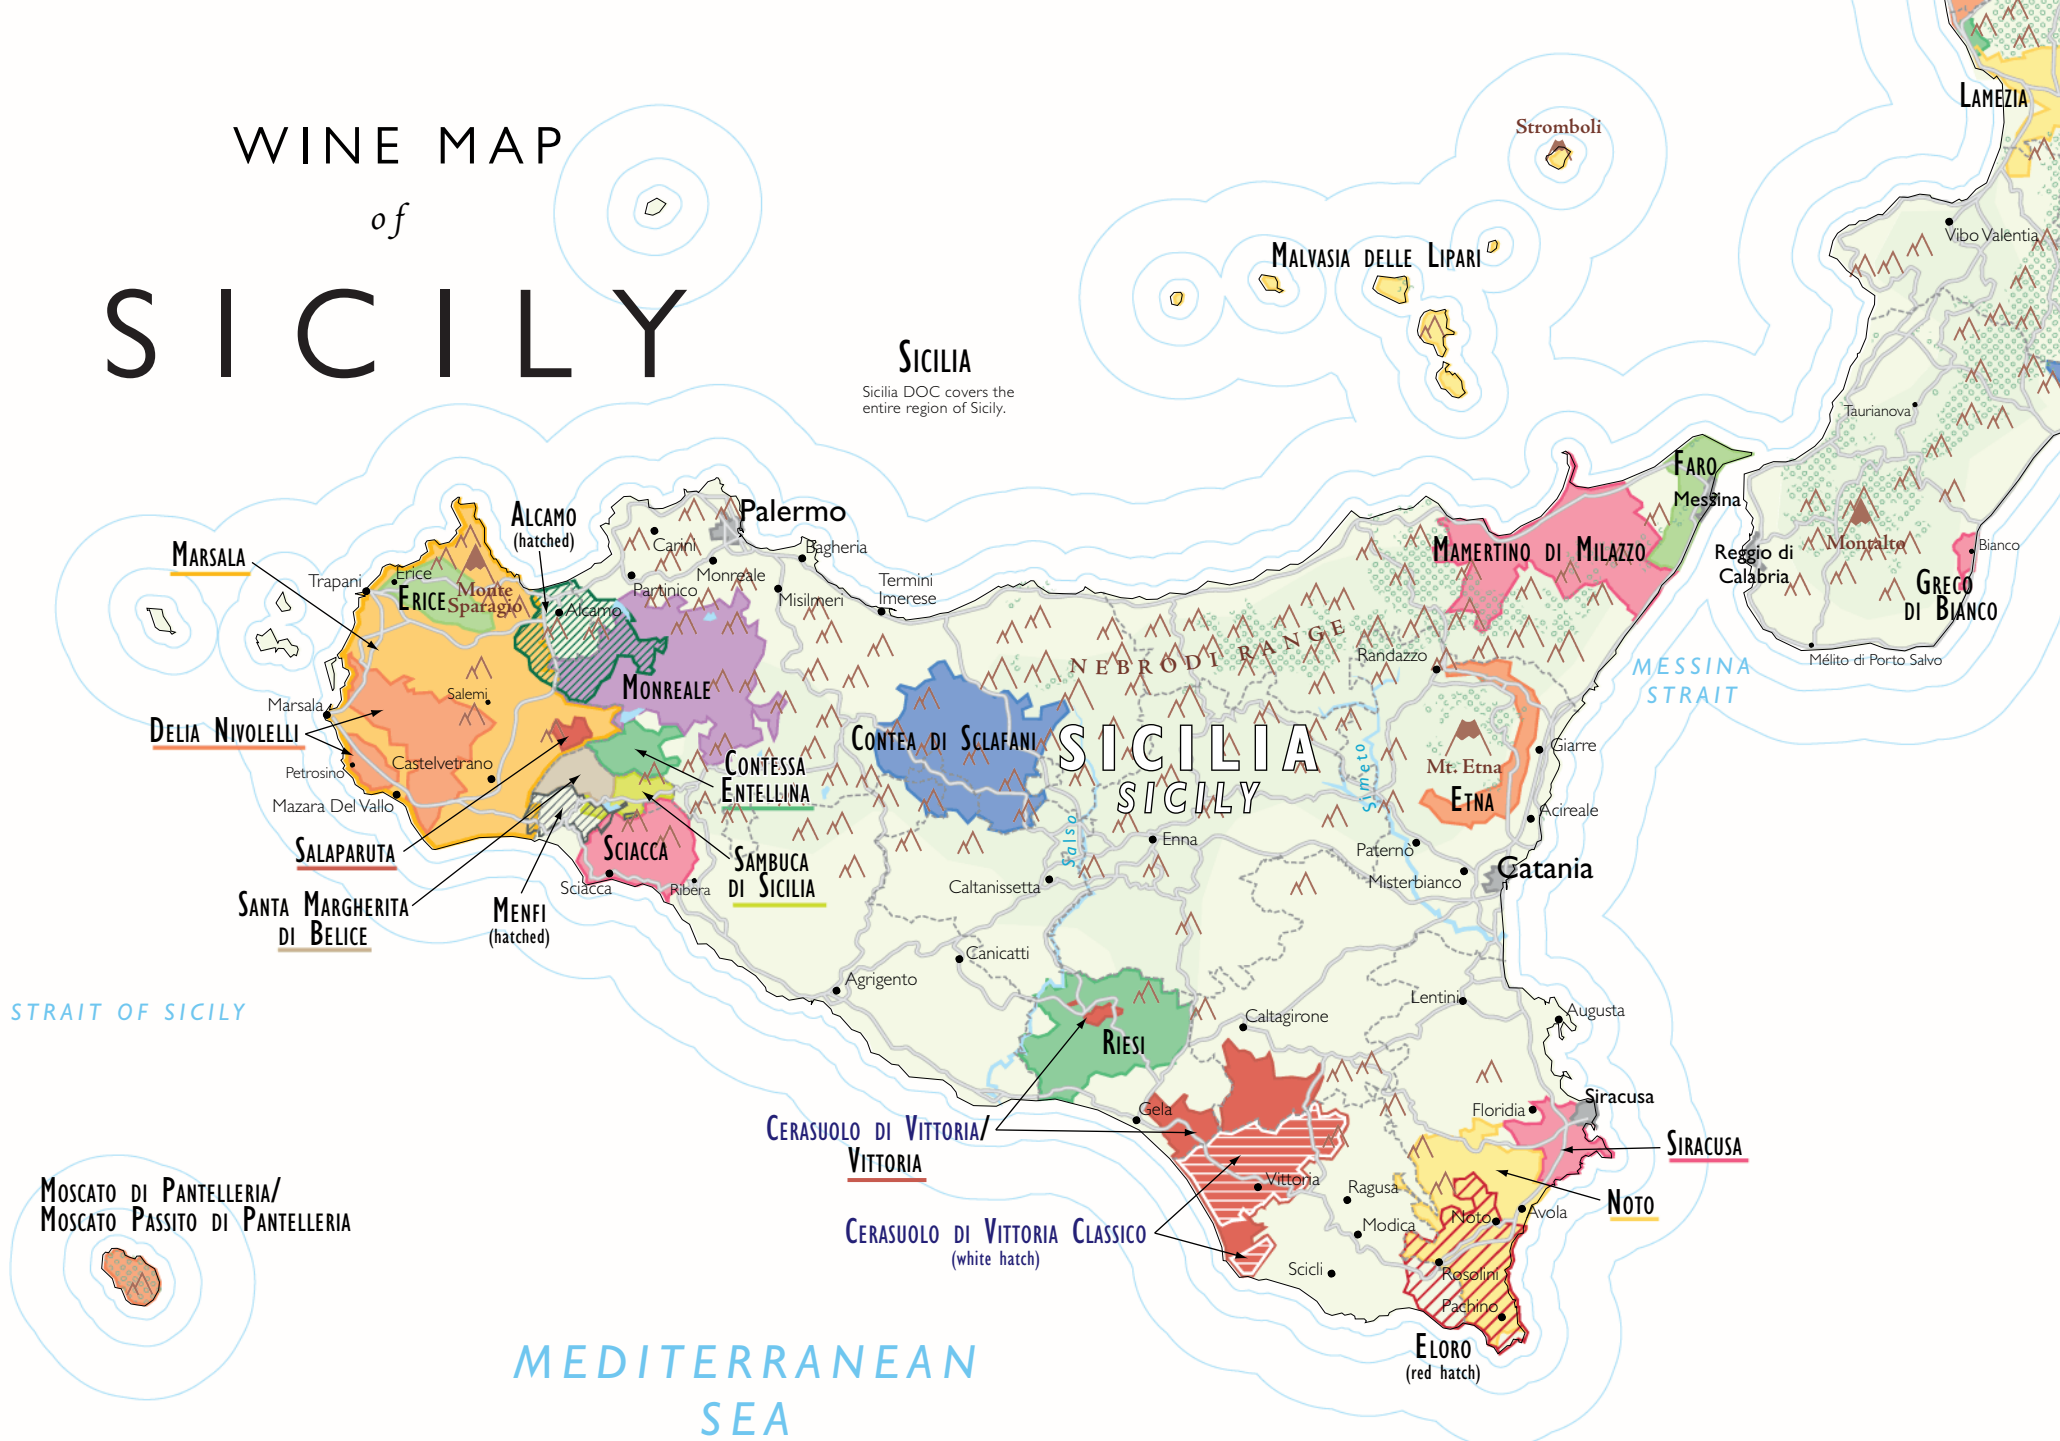 WINE MAP
of
SICILY
Stromboli
Lamezia
Vibo Valentia
Malvasia delle Lipari
Sicilia
Sicilia DOC covers the
entire region of Sicily.
Taurianova
Faro
Messina
Alcamo
(hatched)
Palermo
Marsala
Carini
Bagheria
Mamertino di Milazzo
Reggio di
Calabria
Montalto
Bianco
Trapani
Erice
Erice
Monte
Sparagio
Partinico
Monreale
Misilmeri
Termini
Imerese
Greco
di Bianco
Alcamo
NEBRODI RANGE
Randazzo
MESSINA
STRAIT
Mélito di Porto Salvo
Monreale
Salemi
Marsala
Delia Nivolelli
Contea di Sclafani
SICILIA
SICILY
Simeto
Giarre
Mt. Etna
Etna
Petrosino
Castelvetrano
Contessa
Entellina
Mazara Del Vallo
Acireale
Salso
Enna
Paternò
Salaparuta
Sciacca
Sambuca
di Sicilia
Catania
Misterbianco
Sciacca
Ribera
Caltanissetta
Santa Margherita
di Belice
Menfi
(hatched)
Canicatti
Agrigento
STRAIT OF SICILY
Lentini
Augusta
Caltagirone
Riesi
Gela
Floridia
Siracusa
Cerasuolo di Vittoria/
Vittoria
Siracusa
Vittoria
Ragusa
Noto
Moscato di Pantelleria/
Moscato Passito di Pantelleria
Modica
Noto
Avola
Cerasuolo di Vittoria Classico
(white hatch)
Scicli
Rosolini
Pachino
Eloro
(red hatch)
MEDITERRANEAN
SEA